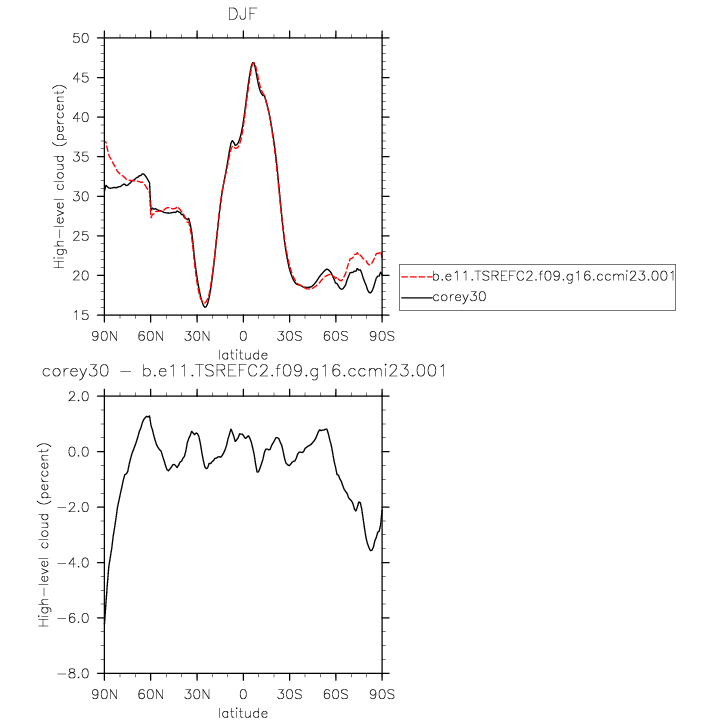 DJF
50
45
40
35
30
25
20
15
High-level cloud (percent)
90N 60N 30N 0 30S 60S 90S
latitude
b.e11.TSREFC2.f09.g16.ccmi23.001
corey30
corey30 - b.e11.TSREFC2.f09.g16.ccmi23.001
2.0
0.0
-2.0
-4.0
-6.0
-8.0
High-level cloud (percent)
90N 60N 30N 0 30S 60S 90S
latitude